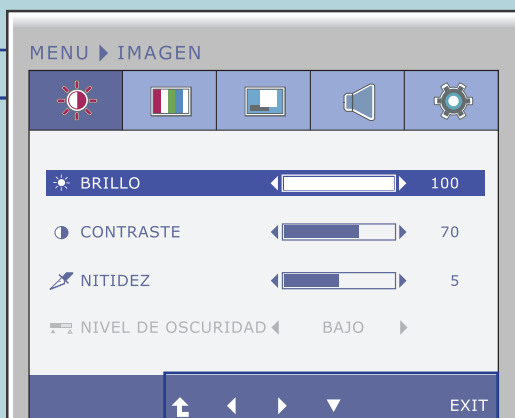 MENU IMAGEN
BRILLO 100
CONTRASTE 70
NITIDEZ 5
NIVEL DE OSCURIDAD BAJO
EXIT